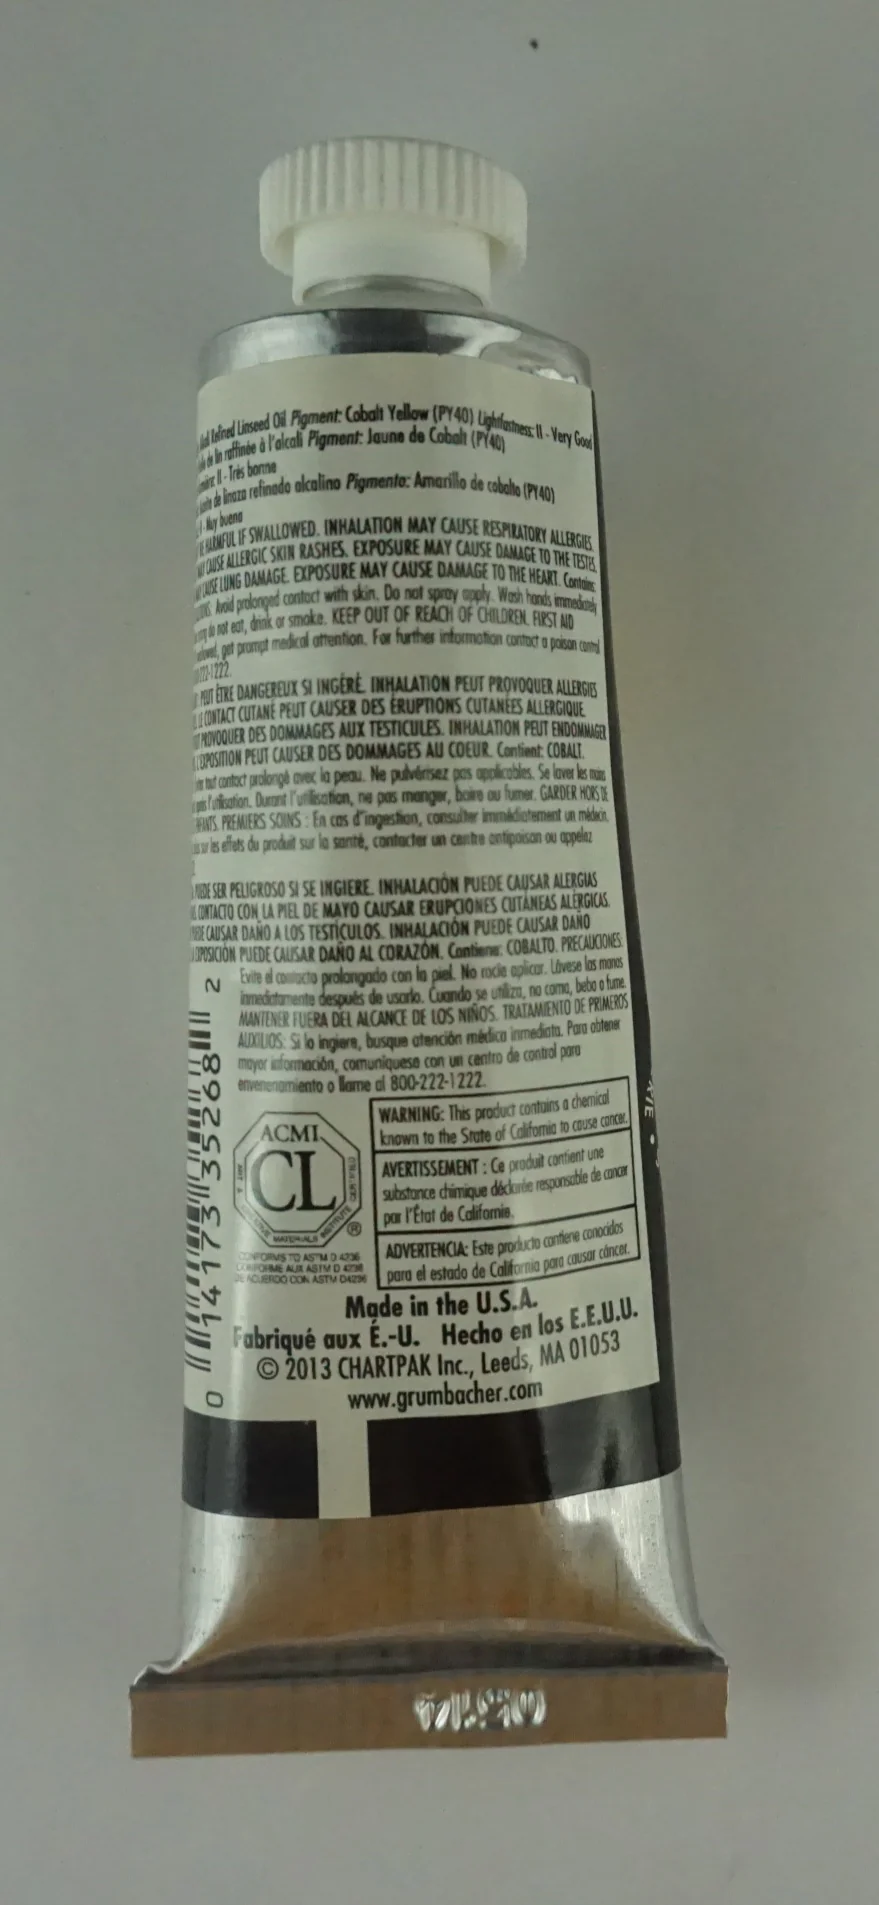 Refined Linseed Oil Pigment: Cobalt Yellow (PY40) Lightfastness: II - Very Good
de lin raffinée à l'alcali Pigment: Jaune de Cobalt (PY40)
II - Très bonne
de linaza refinado alcalino Pigmento: Amarillo de cobalto (PY40)
Muy buena
HARMFUL IF SWALLOWED. INHALATION MAY CAUSE RESPIRATORY ALLERGIES.
CAUSE ALLERGIC SKIN RASHES. EXPOSURE MAY CAUSE DAMAGE TO THE TESTES.
CAUSE LUNG DAMAGE. EXPOSURE MAY CAUSE DAMAGE TO THE HEART. Contains:
Avoid prolonged contact with skin. Do not spray apply. Wash hands immediately
do not eat, drink or smoke. KEEP OUT OF REACH OF CHILDREN. FIRST AID
get prompt medical attention. For further information contact a poison control
PEUT ÊTRE DANGEREUX SI INGÉRÉ. INHALATION PEUT PROVOQUER ALLERGIES
LE CONTACT CUTANÉ PEUT CAUSER DES ÉRUPTIONS CUTANÉES ALLERGIQUE.
PROVOQUER DES DOMMAGES AUX TESTICULES. INHALATION PEUT ENDOMMAGER
L'EXPOSITION PEUT CAUSER DES DOMMAGES AU COEUR. Contient: COBALT.
tout contact prolongé avec la peau. Ne pulvérisez pas applicables. Se laver les mains
l'utilisation. Durant l'utilisation, ne pas manger, boire ou fumer. GARDER HORS DE
PREMIERS SOINS : En cas d'ingestion, consulter immédiatement un médecin.
sur les effets du produit sur la santé, contacter un centre antipoison ou appelez
PUEDE SER PELIGROSO SI SE INGIERE. INHALACIÓN PUEDE CAUSAR ALERGIAS
CONTACTO CON LA PIEL DE MAYO CAUSAR ERUPCIONES CUTÁNEAS ALÉRGICAS.
CAUSAR DAÑO A LOS TESTÍCULOS. INHALACIÓN PUEDE CAUSAR DAÑO
EXPOSICIÓN PUEDE CAUSAR DAÑO AL CORAZÓN. Contiene: COBALTO. PRECAUCIONES:
Evite el contacto prolongado con la piel. No rocíe aplicar. Lávese las manos
inmediatamente después de usarlo. Cuando se utiliza, no coma, beba o fume.
MANTENER FUERA DEL ALCANCE DE LOS NIÑOS. TRATAMIENTO DE PRIMEROS
AUXILIOS: Si lo ingiere, busque atención médica inmediata. Para obtener
mayor información, comuníquese con un centro de control para
envenenamiento o llame al 800-222-1222.
0 14173 35268 2
ACMI
CL
ART & CREATIVE MATERIALS INSTITUTE CERTIFIED
®
CONFORMS TO ASTM D 4236
CONFORME AUX ASTM D 4236
DE ACUERDO CON ASTM D4236
WARNING: This product contains a chemical
known to the State of California to cause cancer.
AVERTISSEMENT : Ce produit contient une
substance chimique déclarée responsable de cancer
par l'État de Californie.
ADVERTENCIA: Este producto contiene conocidos
para el estado de California para causar cáncer.
Made in the U.S.A.
Fabriqué aux É.-U. Hecho en los E.E.U.U.
© 2013 CHARTPAK Inc., Leeds, MA 01053
www.grumbacher.com